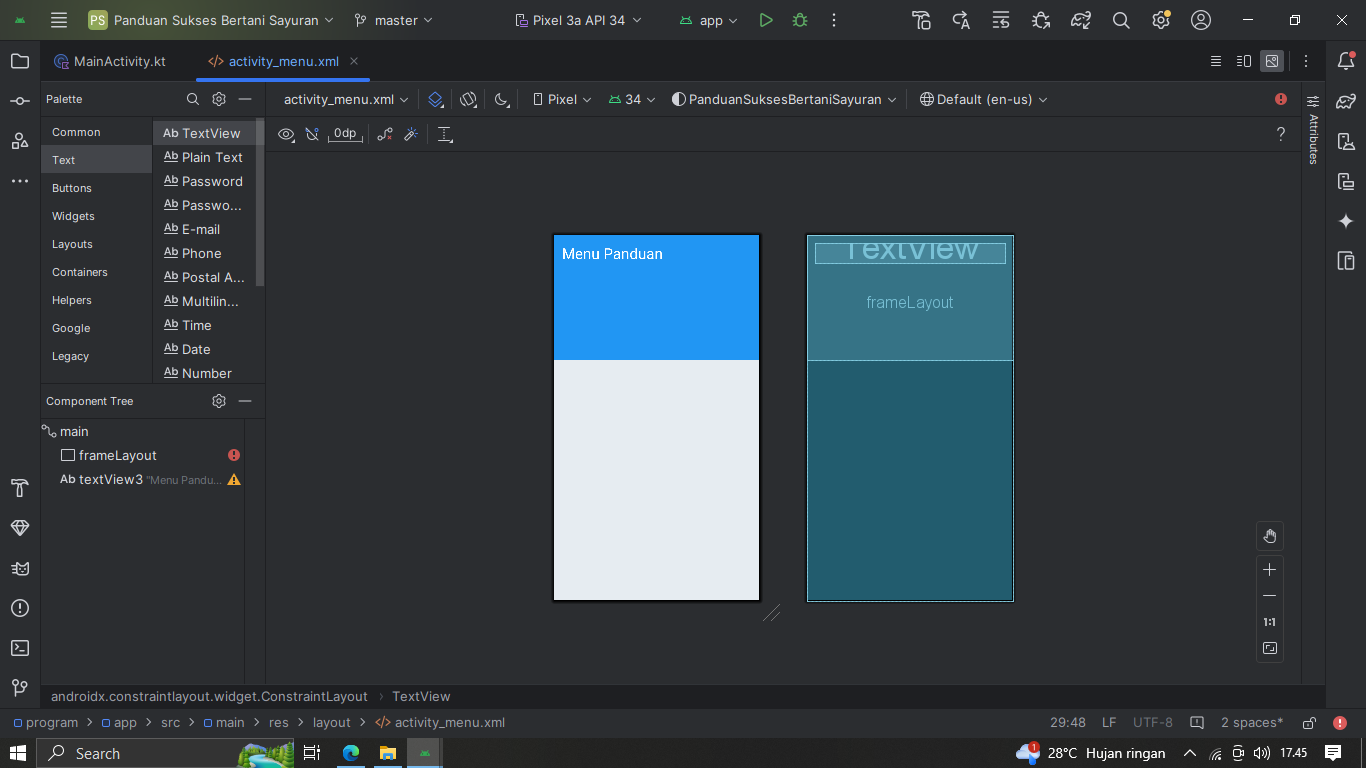 PS Panduan Sukses Bertani Sayuran master Pixel 3a API 34 app
MainActivity.kt activity_menu.xml
Palette activity_menu.xml Pixel 34 PanduanSuksesBertaniSayuran Default (en-us)
0dp ?
Common
Text
Buttons
Widgets
Layouts
Containers
Helpers
Google
Legacy
Ab TextView
Ab Plain Text
Ab Password
Ab Passwo...
Ab E-mail
Ab Phone
Ab Postal A...
Ab Multilin...
Ab Time
Ab Date
Ab Number
Attributes
Component Tree
main
frameLayout
Ab textView3 "Menu Pandu...
Menu Panduan
TextView
frameLayout
1:1
androidx.constraintlayout.widget.ConstraintLayout TextView
program app src main res layout activity_menu.xml 29:48 LF UTF-8 2 spaces*
Search 1 28°C Hujan ringan 17.45